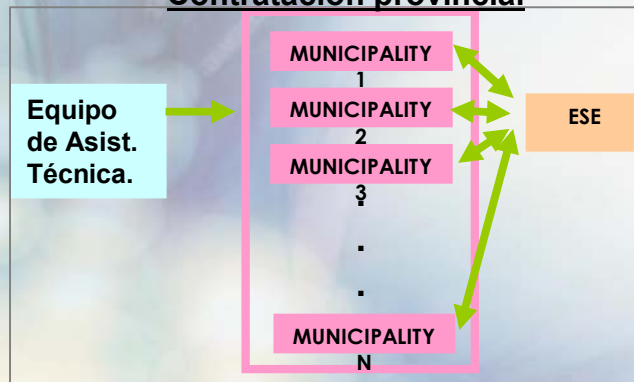 Contratación provincial
MUNICIPALITY
1
MUNICIPALITY
2
MUNICIPALITY
3
.
.
.
MUNICIPALITY
N
Equipo
de Asist.
Técnica.
ESE